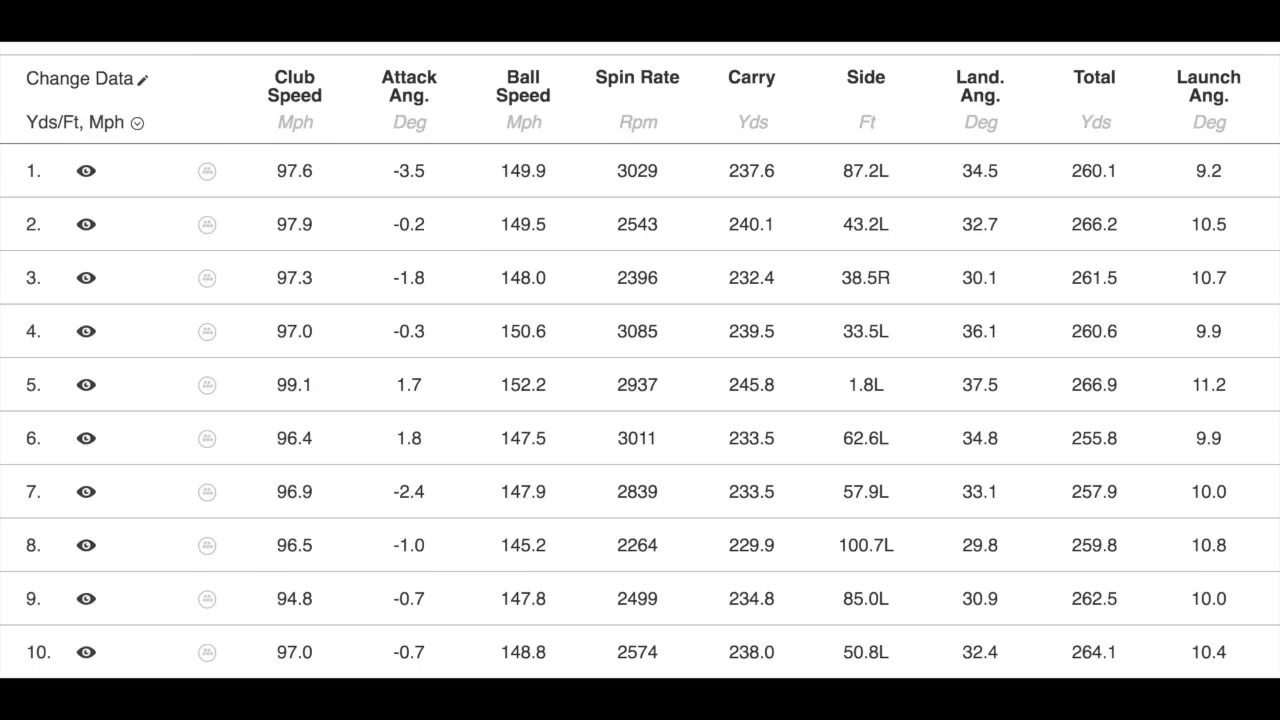 Change Data Club Speed Attack Ang. Ball Speed Spin Rate Carry Side Land. Ang. Total Launch Ang.
Yds/Ft, Mph Mph Deg Mph Rpm Yds Ft Deg Yds Deg
1. 97.6 -3.5 149.9 3029 237.6 87.2L 34.5 260.1 9.2
2. 97.9 -0.2 149.5 2543 240.1 43.2L 32.7 266.2 10.5
3. 97.3 -1.8 148.0 2396 232.4 38.5R 30.1 261.5 10.7
4. 97.0 -0.3 150.6 3085 239.5 33.5L 36.1 260.6 9.9
5. 99.1 1.7 152.2 2937 245.8 1.8L 37.5 266.9 11.2
6. 96.4 1.8 147.5 3011 233.5 62.6L 34.8 255.8 9.9
7. 96.9 -2.4 147.9 2839 233.5 57.9L 33.1 257.9 10.0
8. 96.5 -1.0 145.2 2264 229.9 100.7L 29.8 259.8 10.8
9. 94.8 -0.7 147.8 2499 234.8 85.0L 30.9 262.5 10.0
10. 97.0 -0.7 148.8 2574 238.0 50.8L 32.4 264.1 10.4